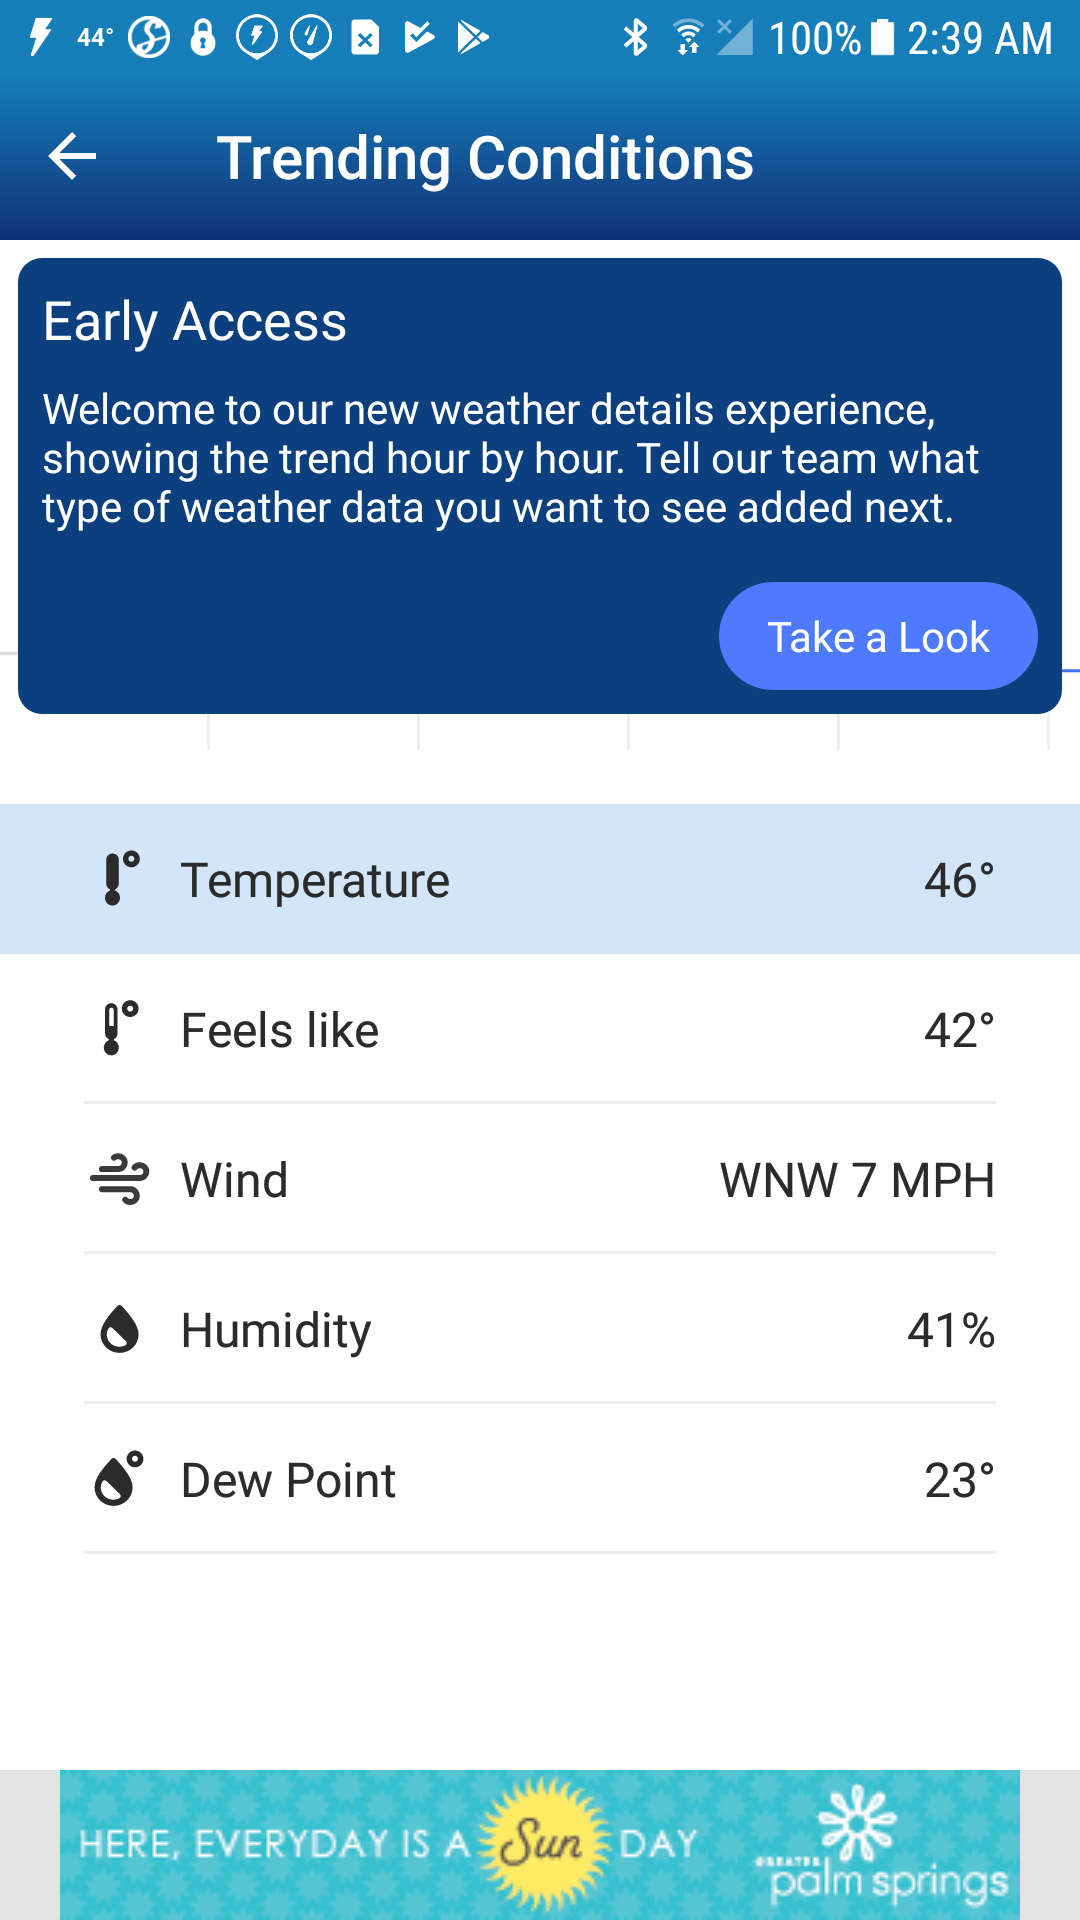 44° 100% 2:39 AM
Trending Conditions
Early Access
Welcome to our new weather details experience,
showing the trend hour by hour. Tell our team what
type of weather data you want to see added next.
Take a Look
Temperature 46°
Feels like 42°
Wind WNW 7 MPH
Humidity 41%
Dew Point 23°
HERE, EVERYDAY IS A Sun DAY
GREATER
palm springs